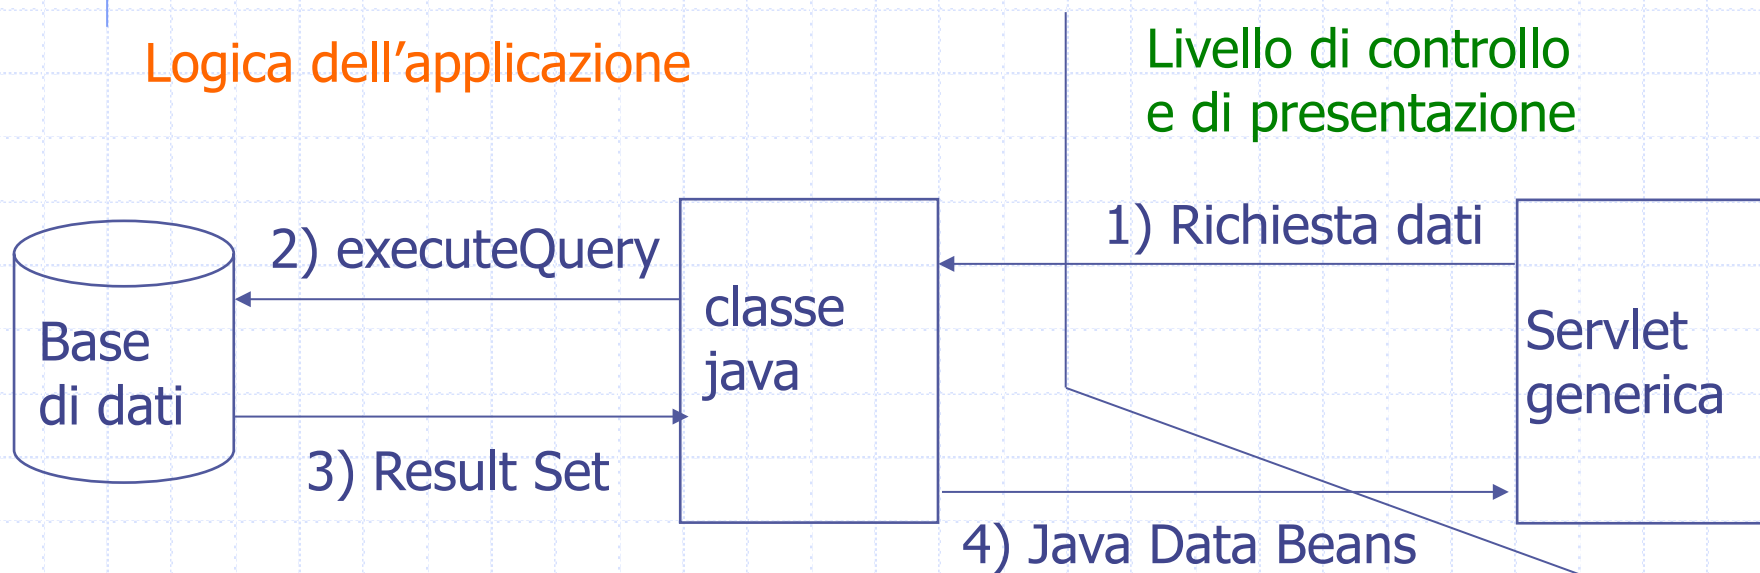 Logica dell’applicazione
Livello di controllo
e di presentazione
1) Richiesta dati
2) executeQuery
Base
di dati
classe
java
Servlet
generica
3) Result Set
4) Java Data Beans